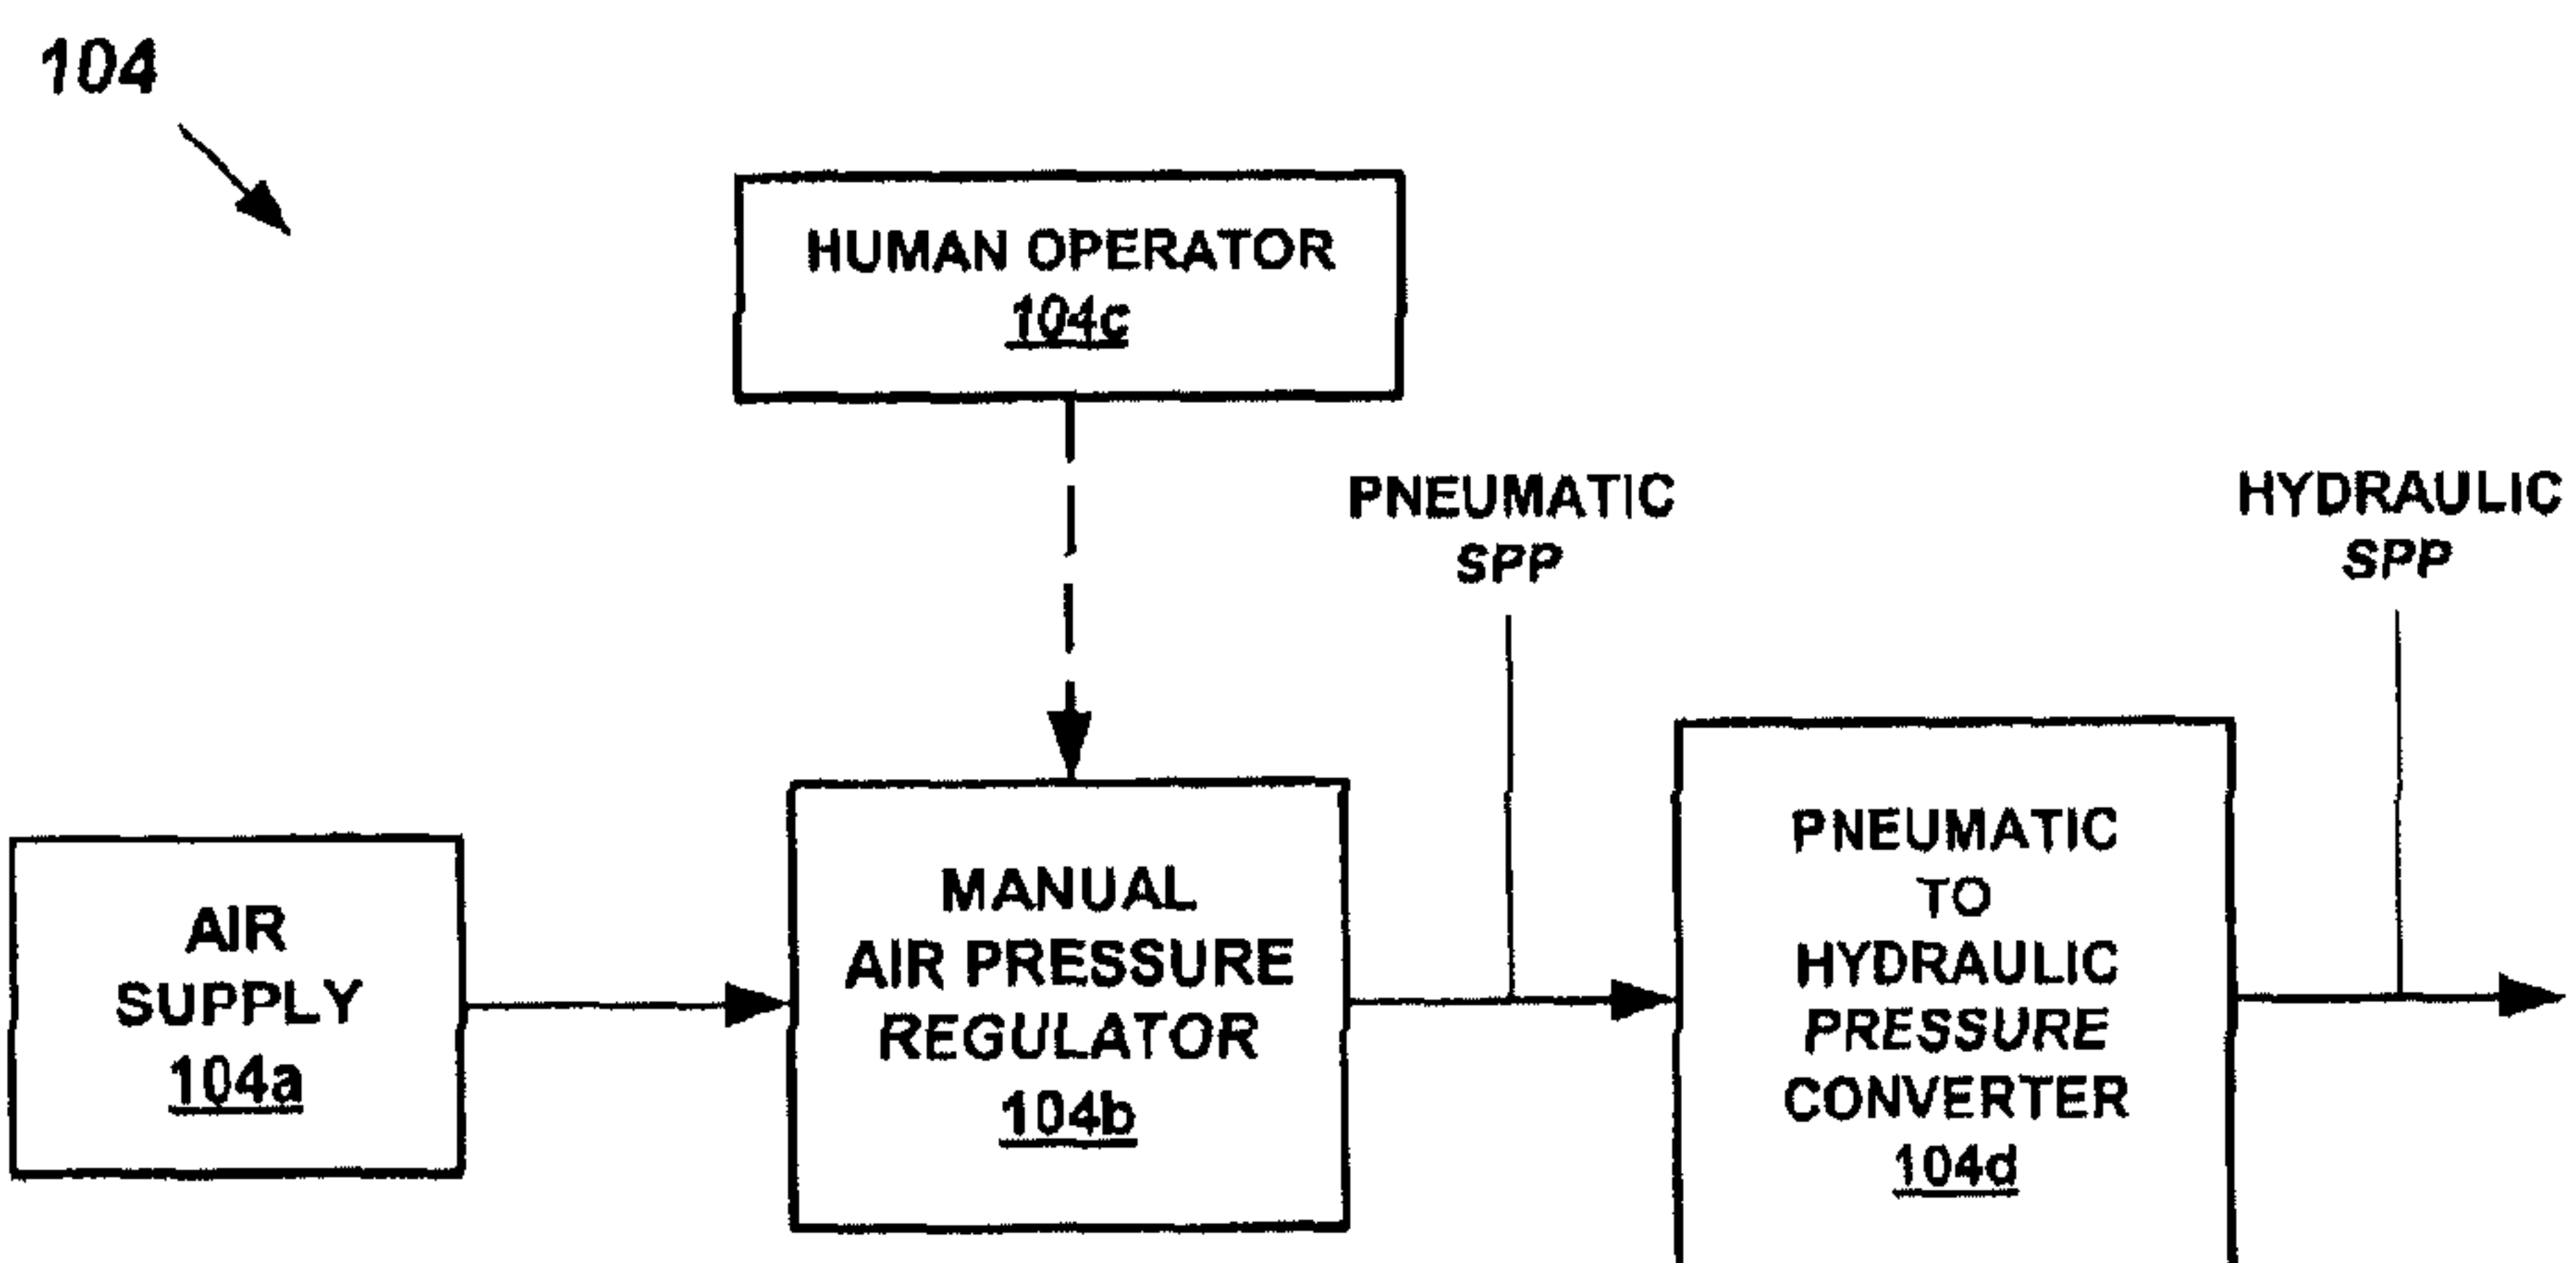 104
HUMAN OPERATOR
104c
PNEUMATIC
SPP
HYDRAULIC
SPP
AIR
SUPPLY
104a
MANUAL
AIR PRESSURE
REGULATOR
104b
PNEUMATIC
TO
HYDRAULIC
PRESSURE
CONVERTER
104d